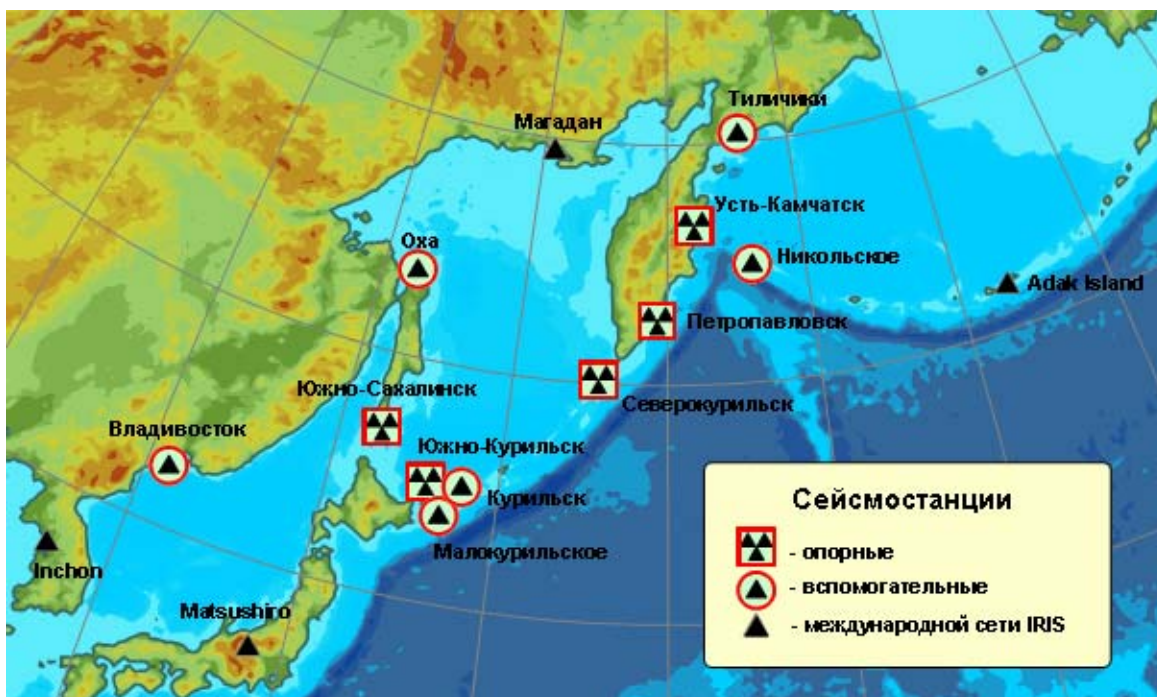 Тиличики
Магадан
Усть-Камчатск
Оха
Никольское
Adak Island
Петропавловск
Южно-Сахалинск
Северокурильск
Владивосток
Южно-Курильск
Курильск
Малокурильское
Inchon
Matsushiro
Сейсмостанции
- опорные
- вспомогательные
- международной сети IRIS